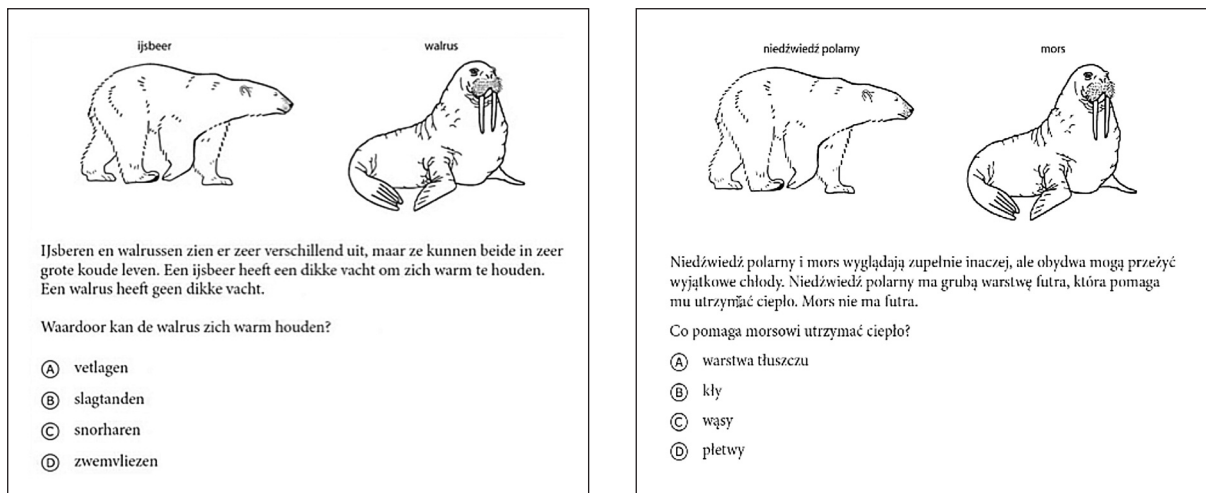 ijsbeer
walrus
IJsberen en walrussen zien er zeer verschillend uit, maar ze kunnen beide in zeer
grote koude leven. Een ijsbeer heeft een dikke vacht om zich warm te houden.
Een walrus heeft geen dikke vacht.
Waardoor kan de walrus zich warm houden?
A vetlagen
B slagtanden
C snorharen
D zwemvliezen
niedźwiedź polarny
mors
Niedźwiedź polarny i mors wyglądają zupełnie inaczej, ale obydwa mogą przeżyć
wyjątkowe chłody. Niedźwiedź polarny ma grubą warstwę futra, która pomaga
mu utrzymać ciepło. Mors nie ma futra.
Co pomaga morsowi utrzymać ciepło?
A warstwa tłuszczu
B kły
C wąsy
D płetwy